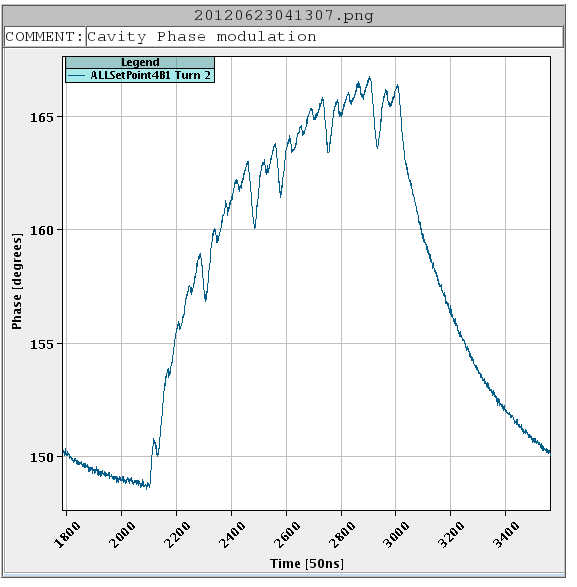 20120623041307.png
COMMENT: Cavity Phase modulation
Legend
ALLSetPoint4B1 Turn 2
165
160
155
150
Phase [degrees]
1800 2000 2200 2400 2600 2800 3000 3200 3400
Time [50ns]